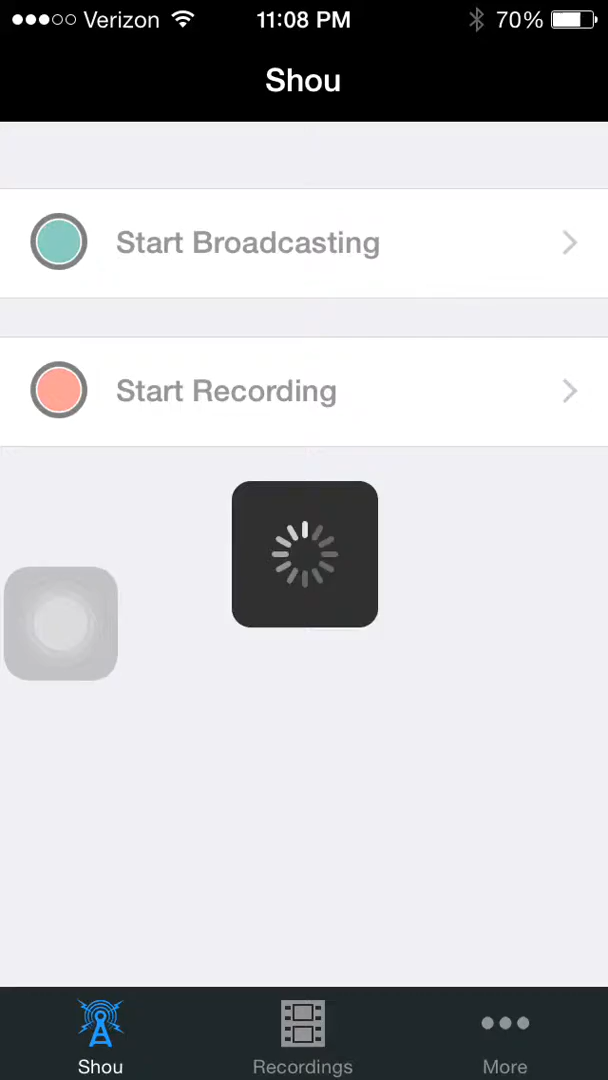 Verizon 11:08 PM 70%
Shou
Start Broadcasting
Start Recording
Shou Recordings More